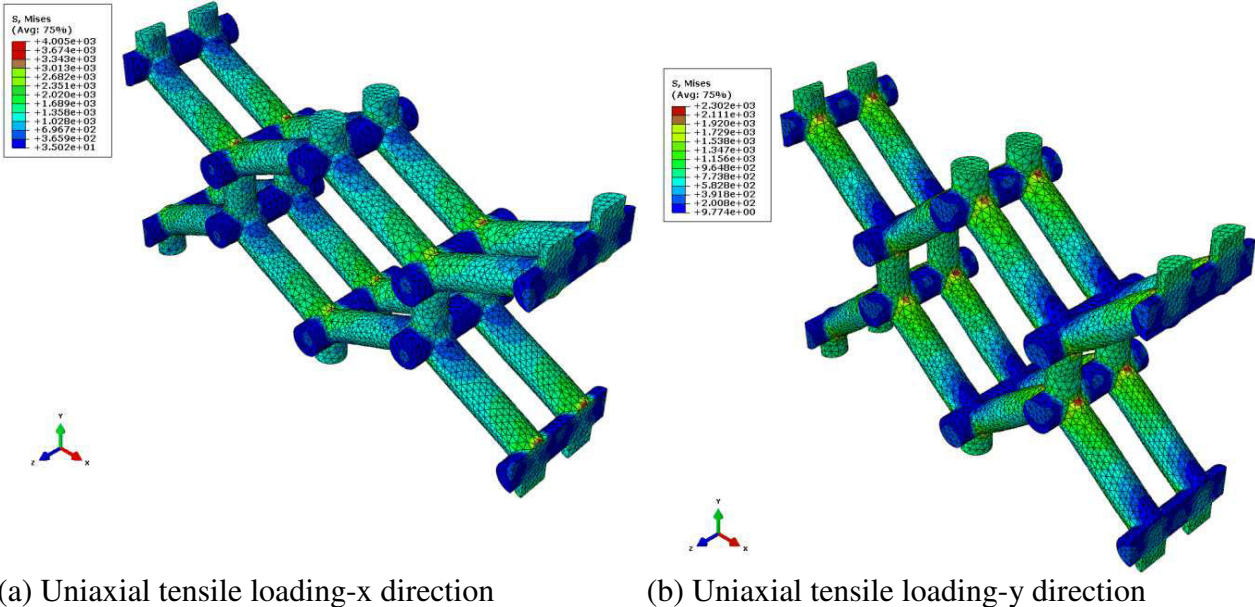 S, Mises
(Avg: 75%)
+4.005e+03
+3.674e+03
+3.343e+03
+3.013e+03
+2.682e+03
+2.351e+03
+2.020e+03
+1.689e+03
+1.358e+03
+1.028e+03
+6.967e+02
+3.659e+02
+3.502e+01
Y
Z
X
S, Mises
(Avg: 75%)
+2.302e+03
+2.111e+03
+1.920e+03
+1.729e+03
+1.538e+03
+1.347e+03
+1.156e+03
+9.648e+02
+7.738e+02
+5.828e+02
+3.918e+02
+2.008e+02
+9.774e+00
Y
Z
X
(a) Uniaxial tensile loading-x direction
(b) Uniaxial tensile loading-y direction